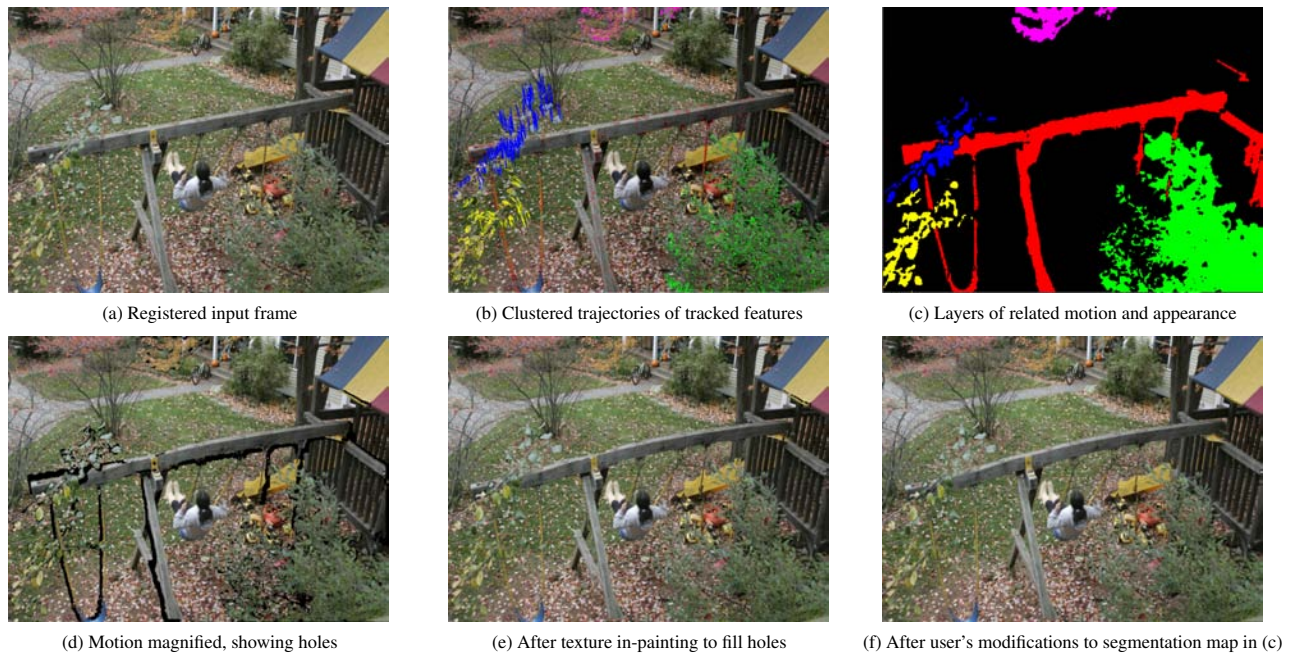 (a) Registered input frame
(b) Clustered trajectories of tracked features
(c) Layers of related motion and appearance
(d) Motion magnified, showing holes
(e) After texture in-painting to fill holes
(f) After user's modifications to segmentation map in (c)